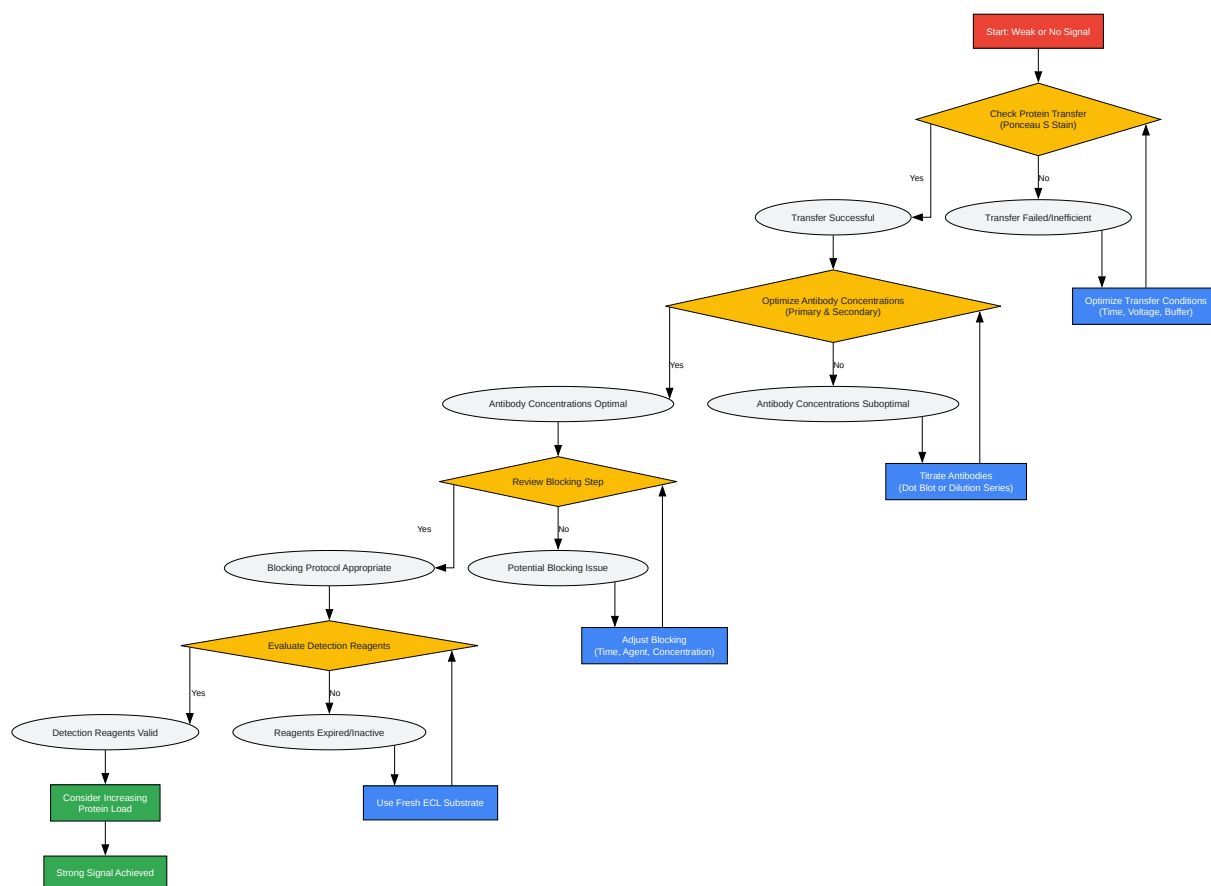 Start: Weak or No Signal
Check Protein Transfer
(Ponceau S Stain)
Yes
No
Transfer Successful
Transfer Failed/Inefficient
Optimize Antibody Concentrations
(Primary & Secondary)
Optimize Transfer Conditions
(Time, Voltage, Buffer)
Yes
No
Antibody Concentrations Optimal
Antibody Concentrations Suboptimal
Review Blocking Step
Titrate Antibodies
(Dot Blot or Dilution Series)
Yes
No
Blocking Protocol Appropriate
Potential Blocking Issue
Evaluate Detection Reagents
Adjust Blocking
(Time, Agent, Concentration)
Yes
No
Detection Reagents Valid
Reagents Expired/Inactive
Consider Increasing
Protein Load
Use Fresh ECL Substrate
Strong Signal Achieved